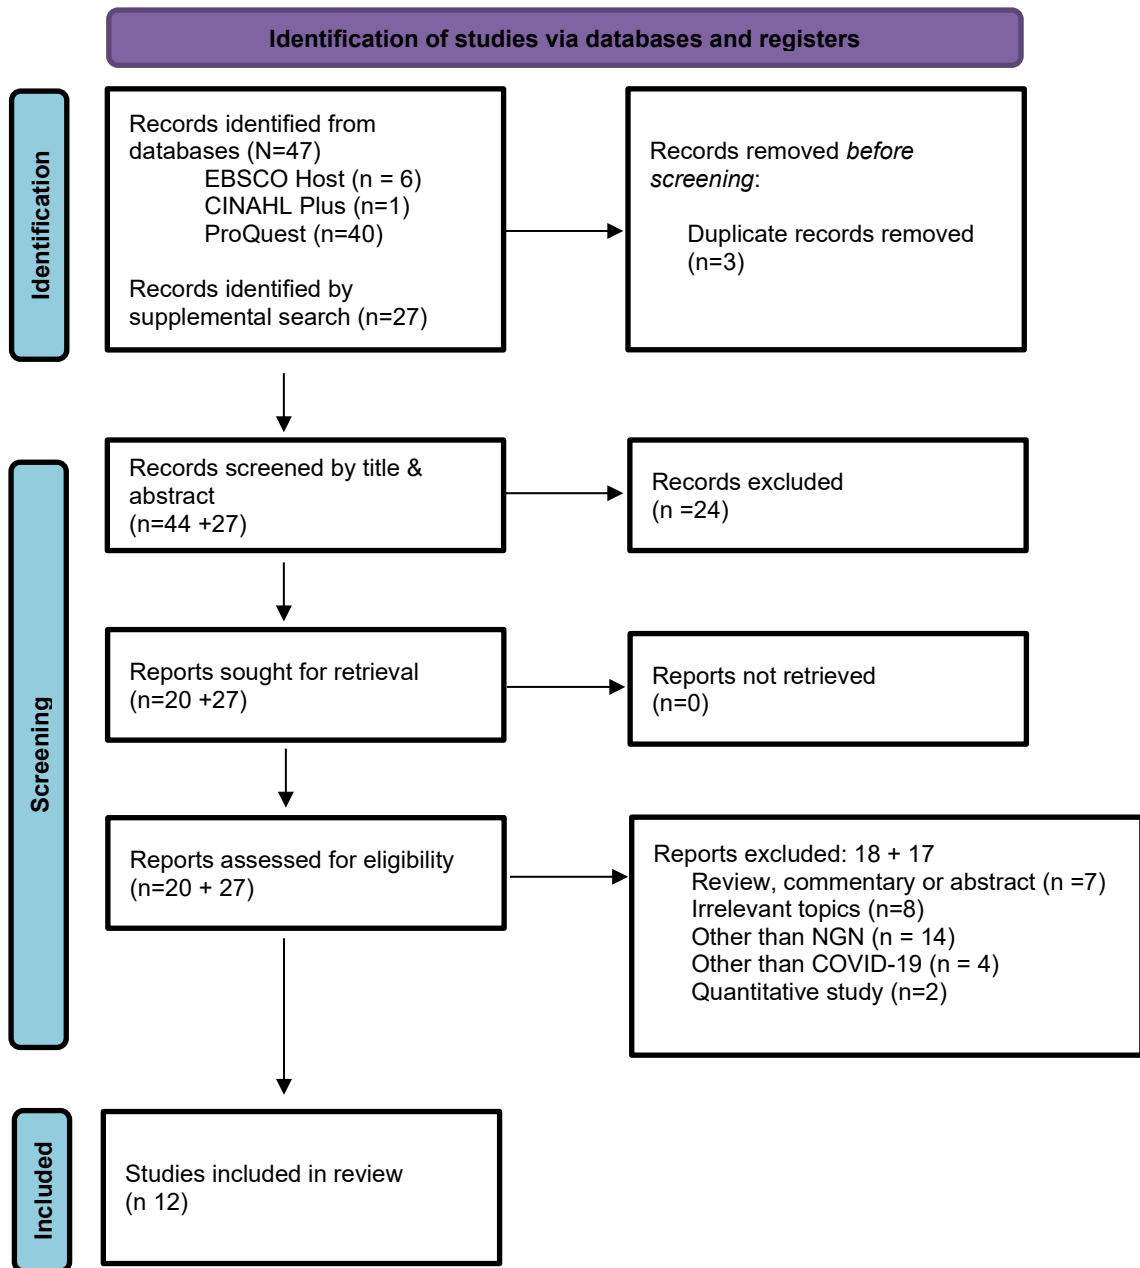 Identification of studies via databases and registers
Identification
Records identified from
databases (N=47)
EBSCO Host (n = 6)
CINAHL Plus (n=1)
ProQuest (n=40)
Records identified by
supplemental search (n=27)
Records removed before
screening:
Duplicate records removed
(n=3)
Screening
Records screened by title &
abstract
(n=44 +27)
Records excluded
(n =24)
Reports sought for retrieval
(n=20 +27)
Reports not retrieved
(n=0)
Reports assessed for eligibility
(n=20 + 27)
Reports excluded: 18 + 17
Review, commentary or abstract (n =7)
Irrelevant topics (n=8)
Other than NGN (n = 14)
Other than COVID-19 (n = 4)
Quantitative study (n=2)
Included
Studies included in review
(n 12)